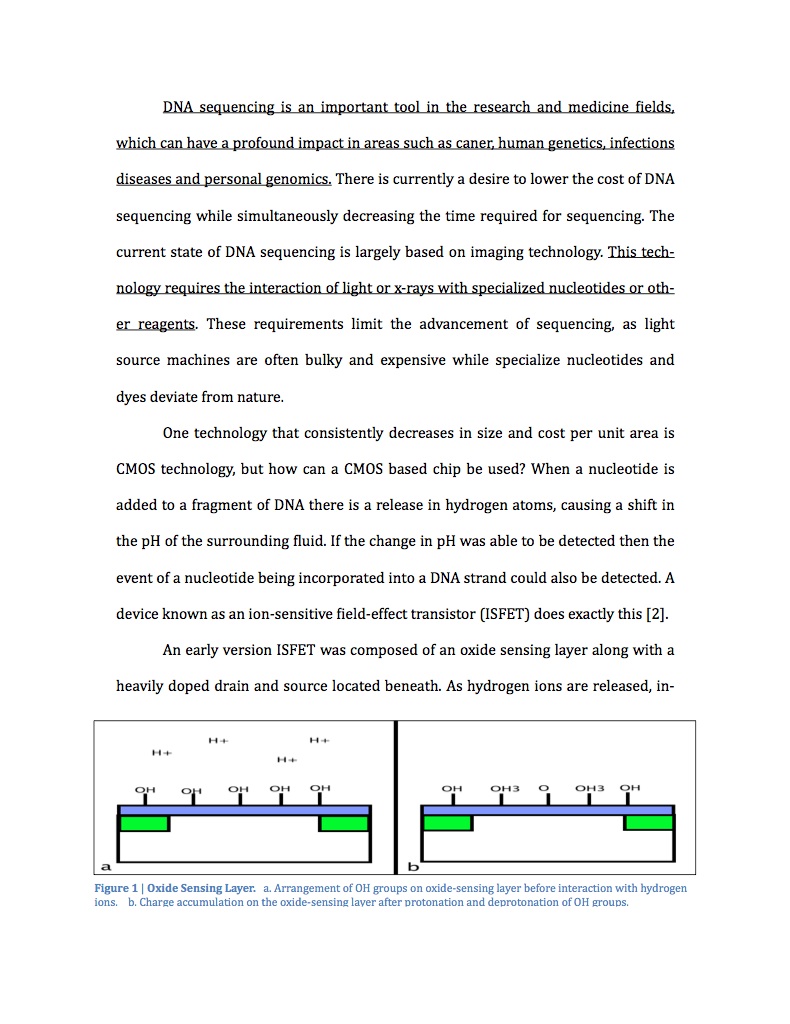 DNA sequencing is an important tool in the research and medicine fields,
which can have a profound impact in areas such as caner, human genetics, infections
diseases and personal genomics. There is currently a desire to lower the cost of DNA
sequencing while simultaneously decreasing the time required for sequencing. The
current state of DNA sequencing is largely based on imaging technology. This tech-
nology requires the interaction of light or x-rays with specialized nucleotides or oth-
er reagents. These requirements limit the advancement of sequencing, as light
source machines are often bulky and expensive while specialize nucleotides and
dyes deviate from nature.
One technology that consistently decreases in size and cost per unit area is
CMOS technology, but how can a CMOS based chip be used? When a nucleotide is
added to a fragment of DNA there is a release in hydrogen atoms, causing a shift in
the pH of the surrounding fluid. If the change in pH was able to be detected then the
event of a nucleotide being incorporated into a DNA strand could also be detected. A
device known as an ion-sensitive field-effect transistor (ISFET) does exactly this [2].
An early version ISFET was composed of an oxide sensing layer along with a
heavily doped drain and source located beneath. As hydrogen ions are released, in-
H+ H+ H+ H+
OH OH OH OH OH
a
OH OH3 O OH3 OH
b
Figure 1 | Oxide Sensing Layer. a. Arrangement of OH groups on oxide-sensing layer before interaction with hydrogen
ions. b. Charge accumulation on the oxide-sensing layer after protonation and deprotonation of OH groups.